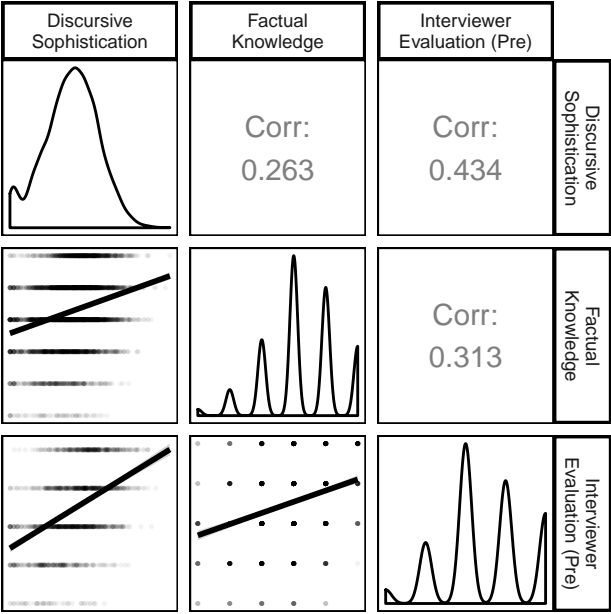 Discursive
Sophistication
Factual
Knowledge
Interviewer
Evaluation (Pre)
Corr:
0.263
Corr:
0.434
Discursive
Sophistication
Corr:
0.313
Factual
Knowledge
Interviewer
Evaluation (Pre)